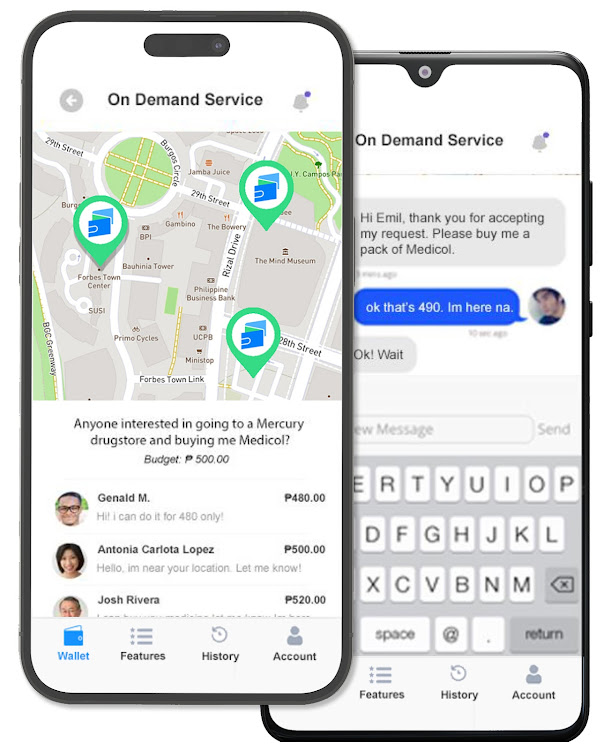 On Demand Service
29th Street
Burgos Circle
Jamba Juice
J.Y. Campos Pa
29th Street
BPI
Gambino
The Bowery
Bee
Forbes Town
Center
Bauhinia Tower
Rizal Drive
The Mind Museum
SUSI
Philippine
Business Bank
BGC Greenway
Primo Cycles
UCPB
Ministop
28th Street
Forbes Town Link
Anyone interested in going to a Mercury
drugstore and buying me Medicol?
Budget: ₱ 500.00
Genald M. ₱480.00
Hi! i can do it for 480 only!
Antonia Carlota Lopez ₱500.00
Hello, im near your location. Let me know!
Josh Rivera ₱520.00
Wallet Features History Account
On Demand Service
Hi Emil, thank you for accepting
my request. Please buy me a
pack of Medicol.
mins ago
ok that's 490. Im here na.
10 sec ago
Ok! Wait
ew Message Send
E R T Y U I O P
D F G H J K L
X C V B N M
space @ . return
Features History Account